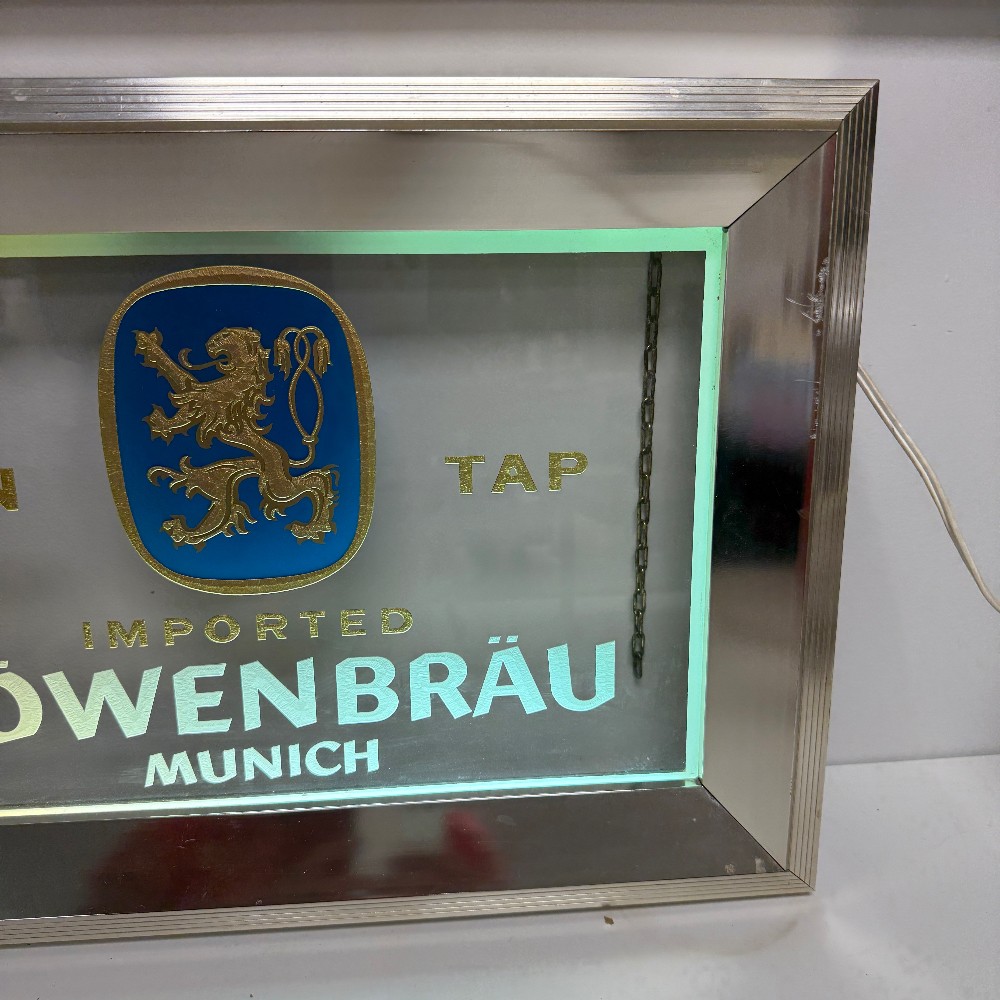 N TAP
IMPORTED
ÖWENBRÄU
MUNICH